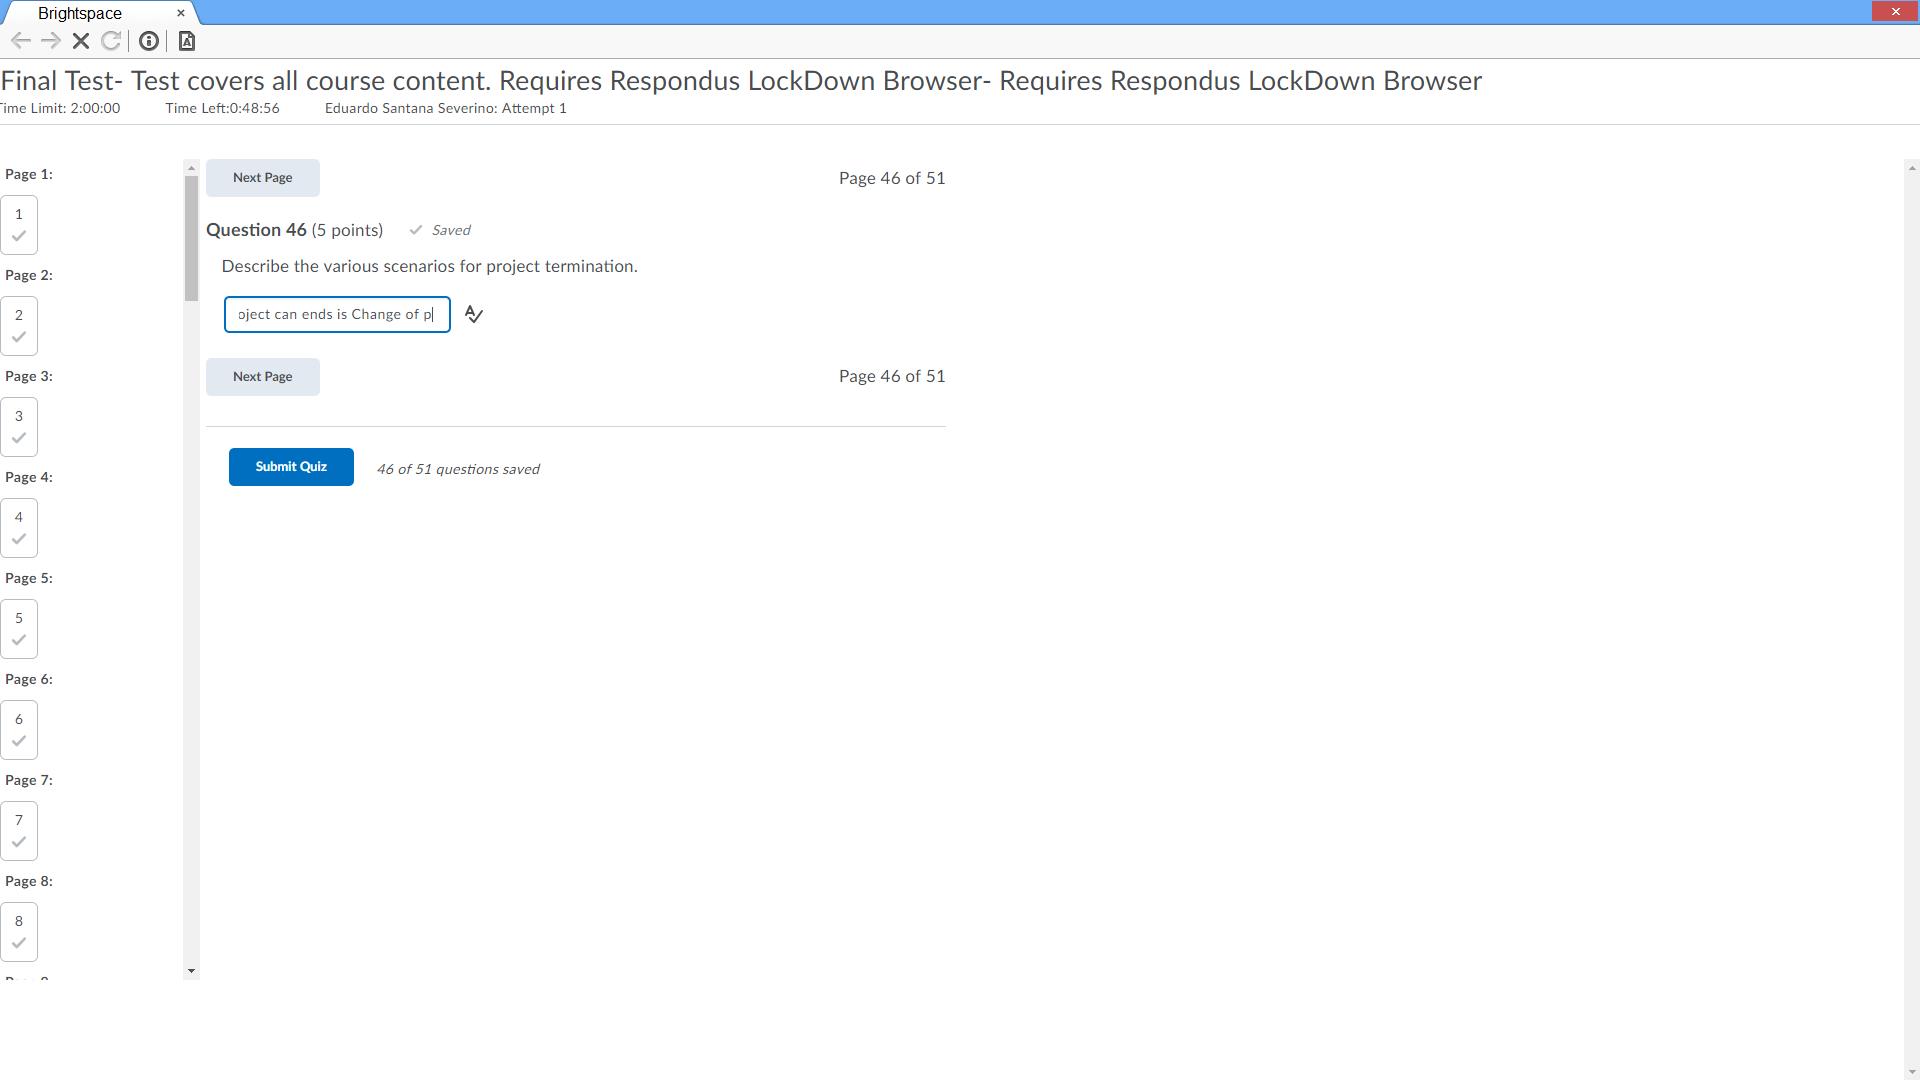 Brightspace
Final Test- Test covers all course content. Requires Respondus LockDown Browser- Requires Respondus LockDown Browser
Time Limit: 2:00:00 Time Left:0:48:56 Eduardo Santana Severino: Attempt 1
Page 1:
1
Page 2:
2
Page 3:
3
Page 4:
4
Page 5:
5
Page 6:
6
Page 7:
7
Page 8:
8
Next Page Page 46 of 51
Question 46 (5 points) Saved
Describe the various scenarios for project termination.
oject can ends is Change of p
Next Page Page 46 of 51
Submit Quiz 46 of 51 questions saved